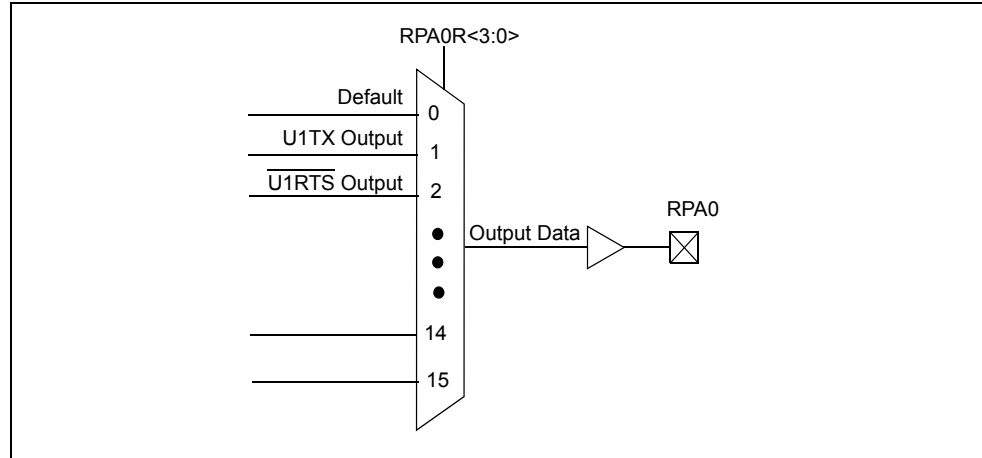 RPA0R<3:0>
Default
0
U1TX Output
1
U1RTS Output
2
RPA0
Output Data
14
15